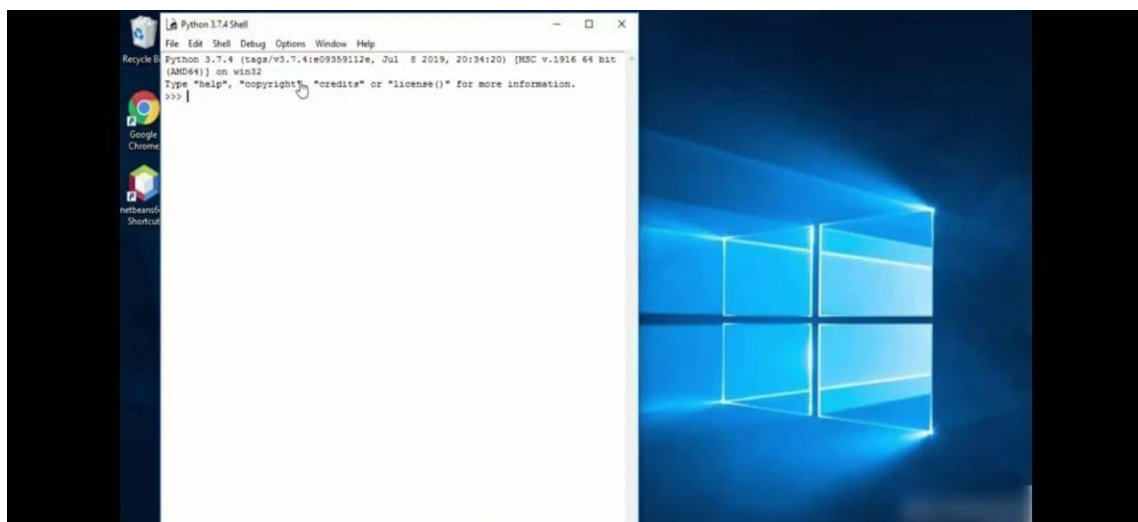 Python 3.7.4 Shell
File Edit Shell Debug Options Window Help
Recycle B
Python 3.7.4 (tags/v3.7.4:e09359112e, Jul 8 2019, 20:34:20) [MSC v.1916 64 bit
(AMD64)] on win32
Type "help", "copyright", "credits" or "license()" for more information.
>>>
Google
Chrome
netbeans6
Shortcut